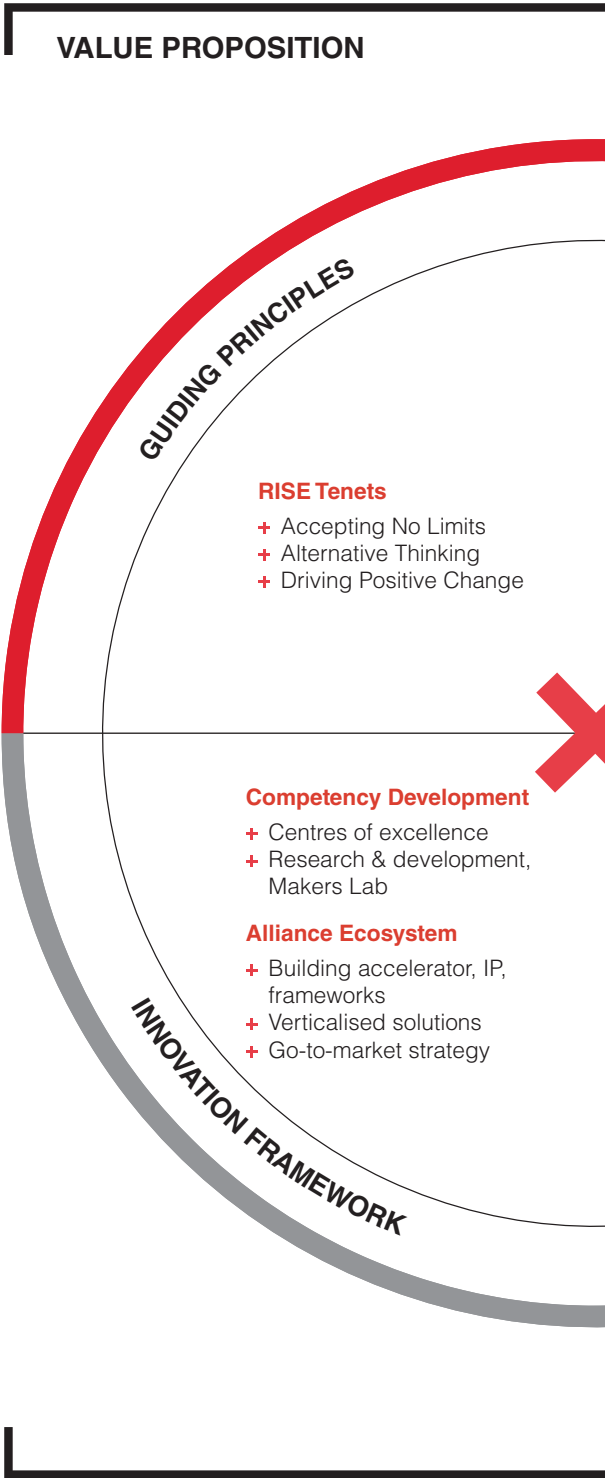 VALUE PROPOSITION
GUIDING PRINCIPLES
RISE Tenets
+ Accepting No Limits
+ Alternative Thinking
+ Driving Positive Change
Competency Development
+ Centres of excellence
+ Research & development,
Makers Lab
Alliance Ecosystem
+ Building accelerator, IP,
frameworks
+ Verticalised solutions
+ Go-to-market strategy
INNOVATION FRAMEWORK